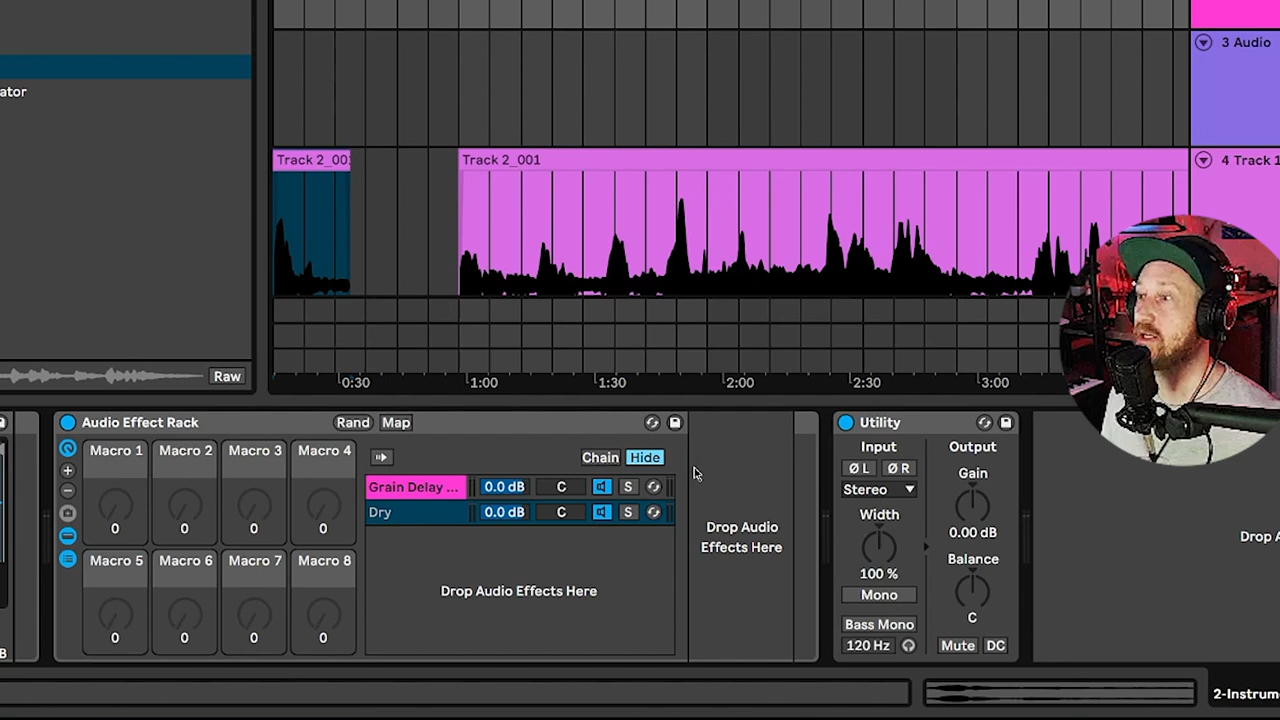 3 Audio
ator
Track 2_00
Track 2_001
4 Track 1
Raw
0:30
1:00
1:30
2:00
2:30
3:00
Audio Effect Rack
Rand
Map
Utility
Macro 1
Macro 2
Macro 3
Macro 4
Chain
Hide
Input
Output
Ø L
Ø R
Gain
Grain Delay ...
0.0 dB
C
S
Stereo
Dry
0.0 dB
C
S
Width
0
0
0
0
Drop Audio
Effects Here
0.00 dB
Drop A
Macro 5
Macro 6
Macro 7
Macro 8
Balance
100 %
Drop Audio Effects Here
Mono
C
Bass Mono
0
0
0
0
120 Hz
Mute
DC
B
2-Instrum